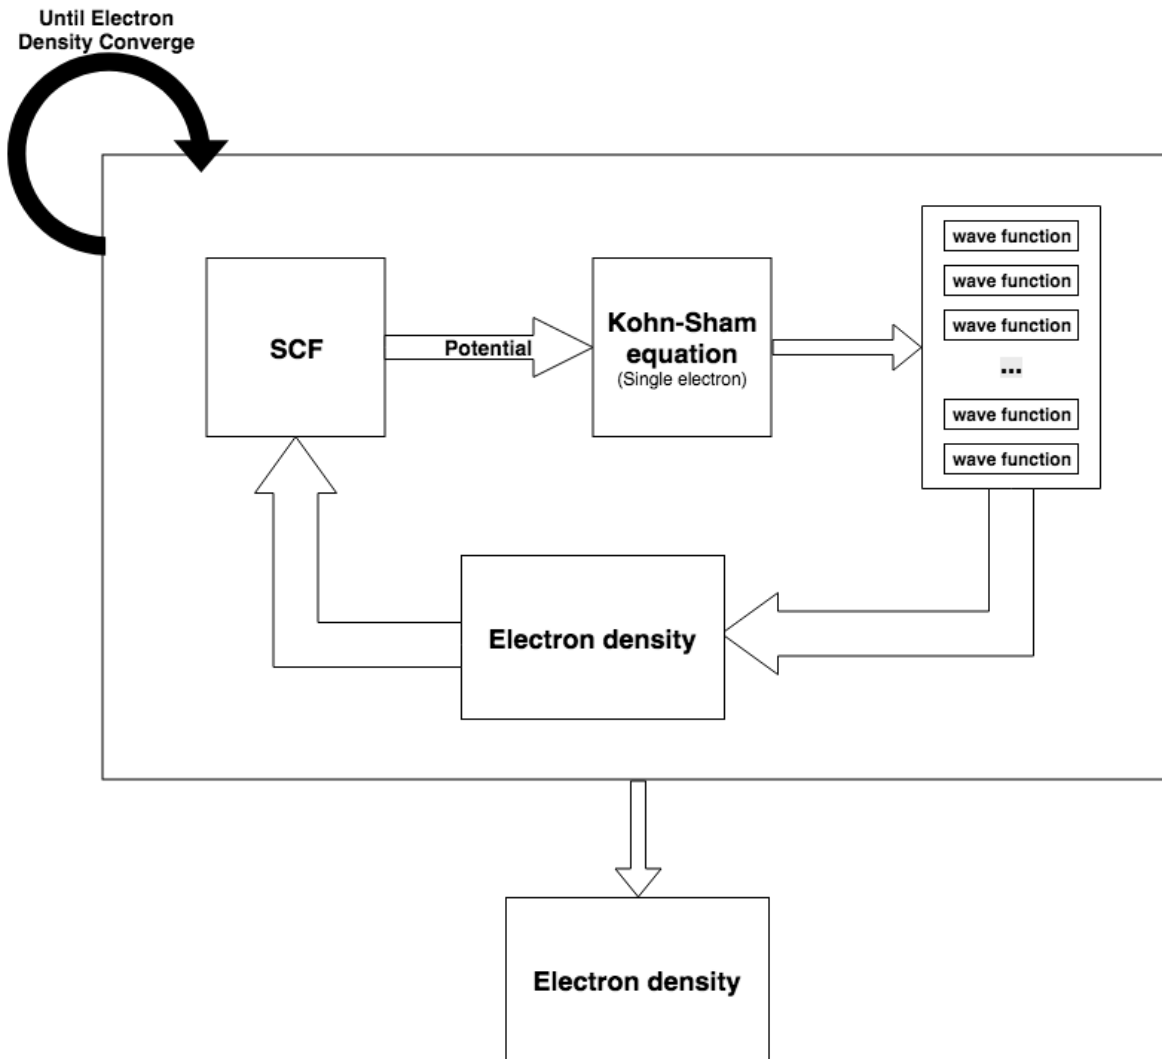 Until Electron
Density Converge
SCF
Potential
Kohn-Sham
equation
(Single electron)
wave function
wave function
wave function
...
wave function
wave function
Electron density
Electron density